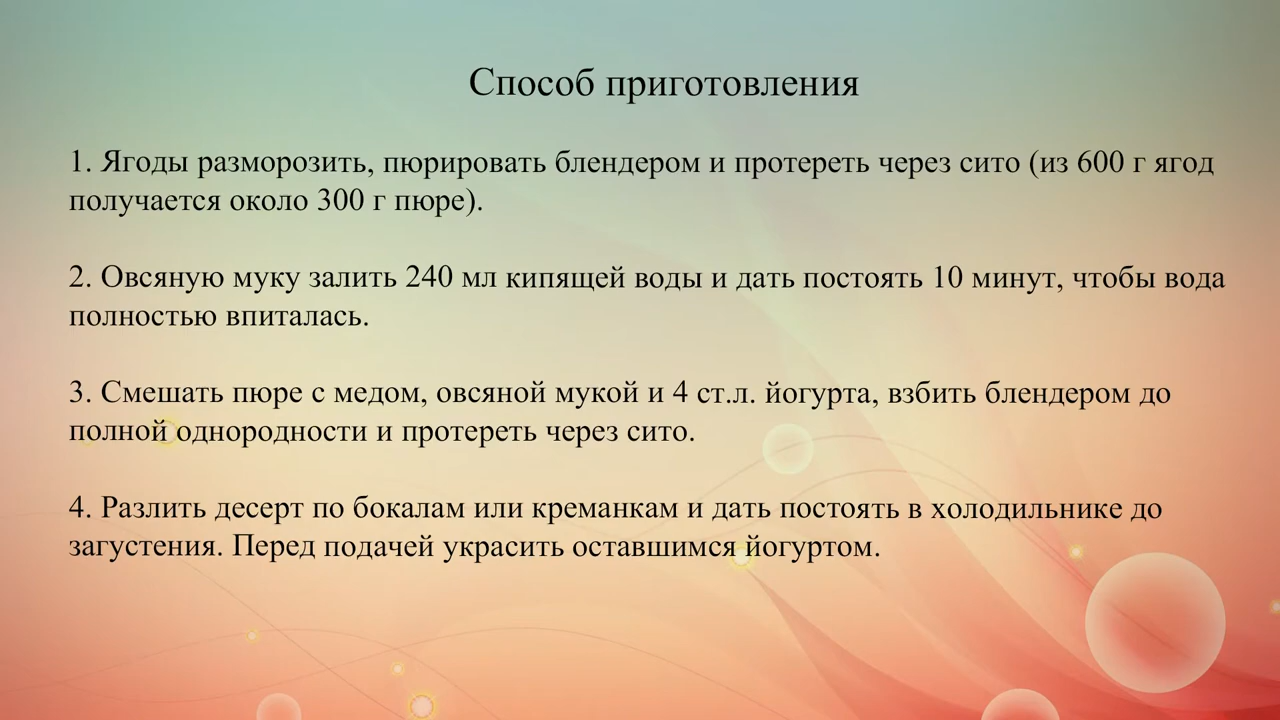 Способ приготовления
1. Ягоды разморозить, пюрировать блендером и протереть через сито (из 600 г ягод
получается около 300 г пюре).
2. Овсяную муку залить 240 мл кипящей воды и дать постоять 10 минут, чтобы вода
полностью впиталась.
3. Смешать пюре с медом, овсяной мукой и 4 ст.л. йогурта, взбить блендером до
полной однородности и протереть через сито.
4. Разлить десерт по бокалам или креманкам и дать постоять в холодильнике до
загустения. Перед подачей украсить оставшимся йогуртом.